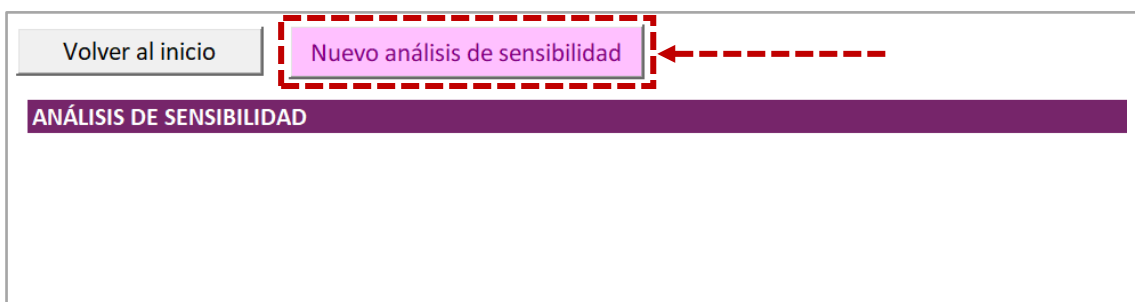 Volver al inicio
Nuevo análisis de sensibilidad
ANÁLISIS DE SENSIBILIDAD